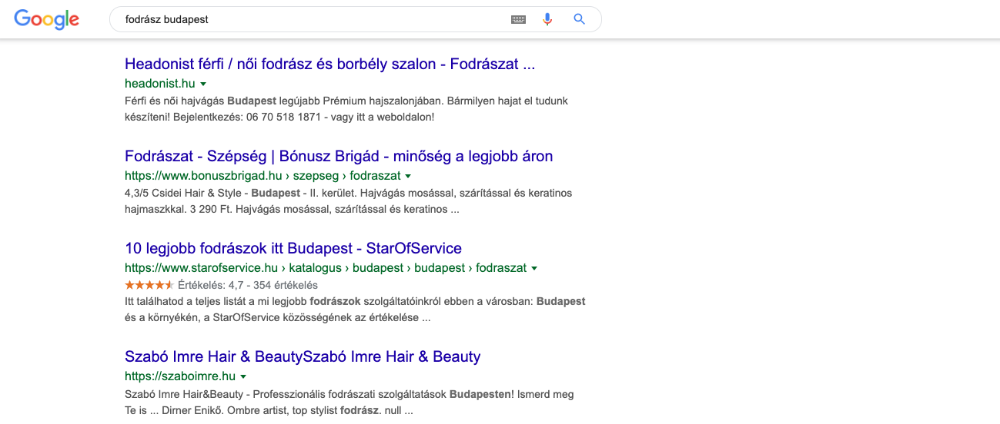 Google
fodrász budapest
Headonist férfi / női fodrász és borbély szalon - Fodrászat ...
headonist.hu
Férfi és női hajvágás Budapest legújabb Prémium hajszalonjában. Bármilyen hajat el tudunk
készíteni! Bejelentkezés: 06 70 518 1871 - vagy itt a weboldalon!
Fodrászat - Szépség | Bónusz Brigád - minőség a legjobb áron
https://www.bonuszbrigad.hu › szepseg › fodraszat
4,3/5 Csidei Hair & Style - Budapest - II. kerület. Hajvágás mosással, szárítással és keratinos
hajmaszkkal. 3 290 Ft. Hajvágás mosással, szárítással és keratinos ...
10 legjobb fodrászok itt Budapest - StarOfService
https://www.starofservice.hu › katalogus › budapest › budapest › fodraszat
Értékelés: 4,7 - 354 értékelés
Itt találhatod a teljes listát a mi legjobb fodrászok szolgáltatóinkról ebben a városban: Budapest
és a környékén, a StarOfService közösségének az értékelése ...
Szabó Imre Hair & BeautySzabó Imre Hair & Beauty
https://szaboimre.hu
Szabó Imre Hair&Beauty - Professzionális fodrászati szolgáltatások Budapesten! Ismerd meg
Te is ... Dirner Enikő. Ombre artist, top stylist fodrász. null ...